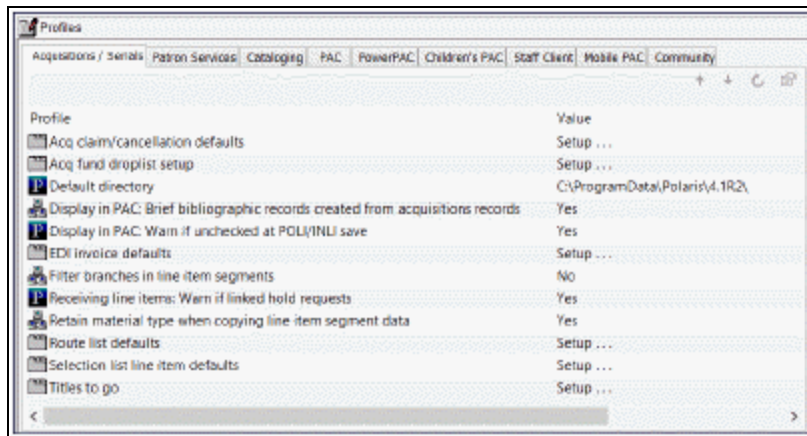 Profiles
Acquisitions / Serials Patron Services Cataloging PAC PowerPAC Children's PAC Staff Client Mobile PAC Community
Profile Value
Acq claim/cancellation defaults Setup ...
Acq fund droplist setup Setup ...
Default directory C:\ProgramData\Polaris\4.1R2\
Display in PAC: Brief bibliographic records created from acquisitions records Yes
Display in PAC: Warn if unchecked at POLI/INLI save Yes
EDI invoice defaults Setup ...
Filter branches in line item segments No
Receiving line items: Warn if linked hold requests Yes
Retain material type when copying line item segment data Yes
Route list defaults Setup ...
Selection list line item defaults Setup ...
Titles to go Setup ...